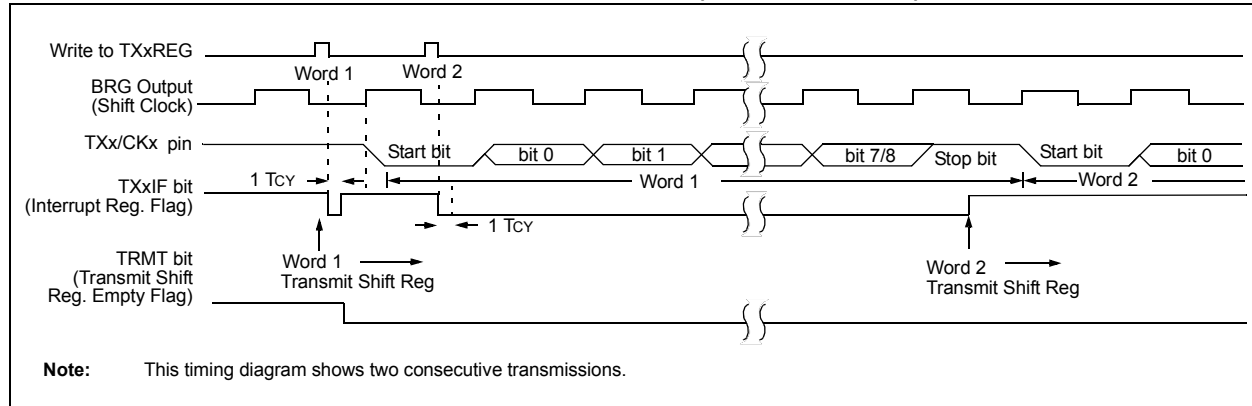 Write to TXxREG
Word 1
Word 2
BRG Output
(Shift Clock)
TXx/CKx pin
Start bit
bit 0
bit 1
bit 7/8
Stop bit
Start bit
bit 0
1 TCY
Word 1
Word 2
TXxIF bit
(Interrupt Reg. Flag)
1 TCY
Word 1
Transmit Shift Reg
Word 2
Transmit Shift Reg
TRMT bit
(Transmit Shift
Reg. Empty Flag)
Note: This timing diagram shows two consecutive transmissions.